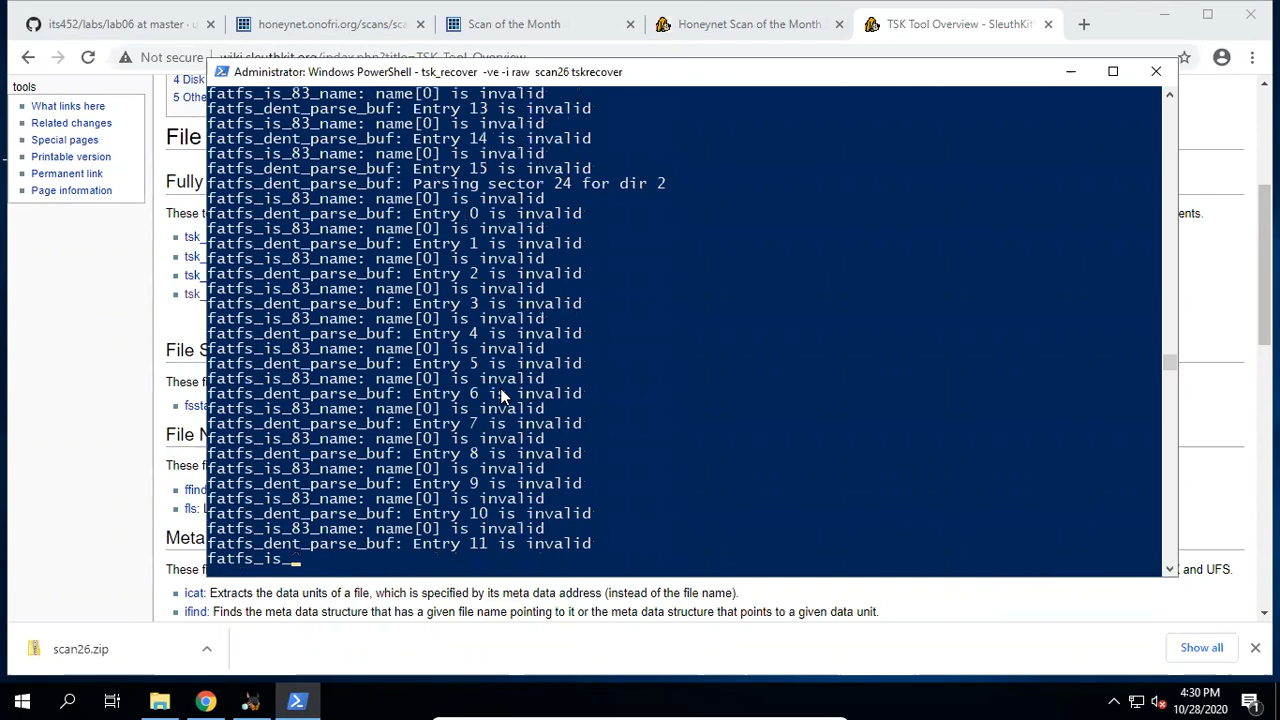 its452/labs/lab06 at master · u
honeynet.onofri.org/scans/sca
Scan of the Month
Honeynet Scan of the Month
TSK Tool Overview - SleuthKit
Not secure
wiki.sleuthkit.org/index.php?title=TSK_Tool_Overview
tools
What links here
Related changes
Special pages
Printable version
Permanent link
Page information
4 Disk
5 Othe
File
Fully
These t
ents.
tsk_
tsk_
tsk_
tsk_
File S
These f
fssta
File N
These f
ffind
fls: L
Meta
These f
X and UFS.
icat: Extracts the data units of a file, which is specified by its meta data address (instead of the file name).
ifind: Finds the meta data structure that has a given file name pointing to it or the meta data structure that points to a given data unit.
Administrator: Windows PowerShell - tsk_recover -ve -i raw scan26 tskrecover
fatfs_is_83_name: name[0] is invalid
fatfs_dent_parse_buf: Entry 13 is invalid
fatfs_is_83_name: name[0] is invalid
fatfs_dent_parse_buf: Entry 14 is invalid
fatfs_is_83_name: name[0] is invalid
fatfs_dent_parse_buf: Entry 15 is invalid
fatfs_dent_parse_buf: Parsing sector 24 for dir 2
fatfs_is_83_name: name[0] is invalid
fatfs_dent_parse_buf: Entry 0 is invalid
fatfs_is_83_name: name[0] is invalid
fatfs_dent_parse_buf: Entry 1 is invalid
fatfs_is_83_name: name[0] is invalid
fatfs_dent_parse_buf: Entry 2 is invalid
fatfs_is_83_name: name[0] is invalid
fatfs_dent_parse_buf: Entry 3 is invalid
fatfs_is_83_name: name[0] is invalid
fatfs_dent_parse_buf: Entry 4 is invalid
fatfs_is_83_name: name[0] is invalid
fatfs_dent_parse_buf: Entry 5 is invalid
fatfs_is_83_name: name[0] is invalid
fatfs_dent_parse_buf: Entry 6 is invalid
fatfs_is_83_name: name[0] is invalid
fatfs_dent_parse_buf: Entry 7 is invalid
fatfs_is_83_name: name[0] is invalid
fatfs_dent_parse_buf: Entry 8 is invalid
fatfs_is_83_name: name[0] is invalid
fatfs_dent_parse_buf: Entry 9 is invalid
fatfs_is_83_name: name[0] is invalid
fatfs_dent_parse_buf: Entry 10 is invalid
fatfs_is_83_name: name[0] is invalid
fatfs_dent_parse_buf: Entry 11 is invalid
fatfs_is_
scan26.zip
Show all
4:30 PM
10/28/2020
1